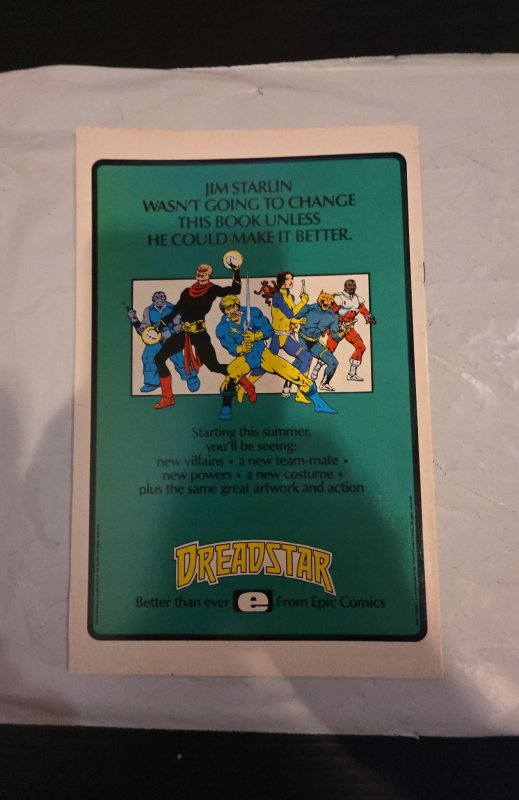 JIM STARLIN
WASN'T GOING TO CHANGE
THIS BOOK UNLESS
HE COULD MAKE IT BETTER.
Starting this summer,
you'll be seeing:
new villains • a new team-mate •
new powers • a new costume •
plus the same great artwork and action
DREADSTAR
Better than ever e From Epic Comics